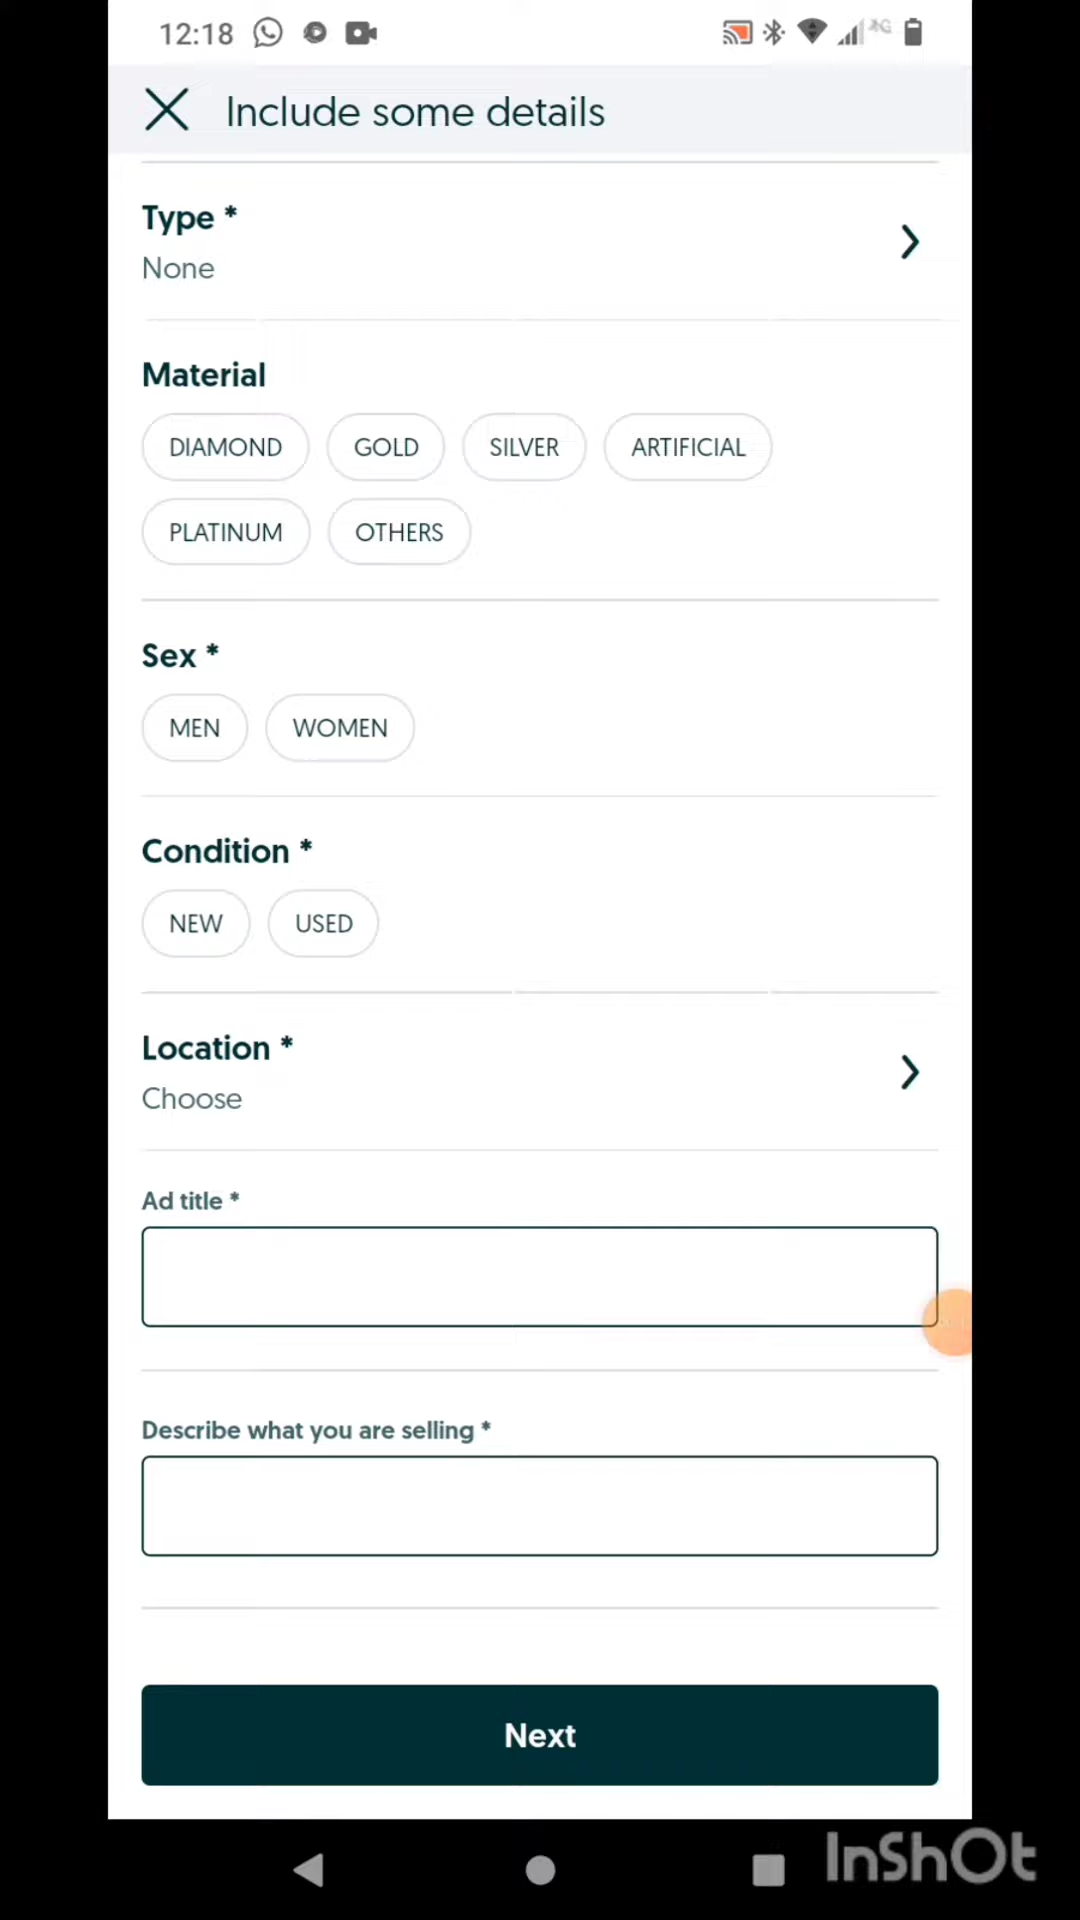 12:18
4G
Include some details
Type *
None
Material
DIAMOND GOLD SILVER ARTIFICIAL
PLATINUM OTHERS
Sex *
MEN WOMEN
Condition *
NEW USED
Location *
Choose
Ad title *
Describe what you are selling *
Next
InShOt